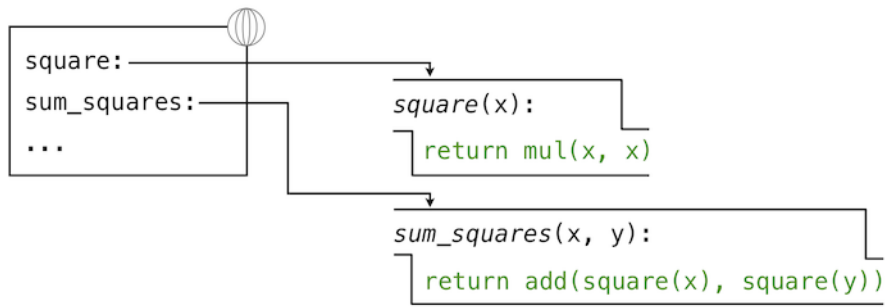 square:
sum_squares:
...
square(x):
return mul(x, x)
sum_squares(x, y):
return add(square(x), square(y))